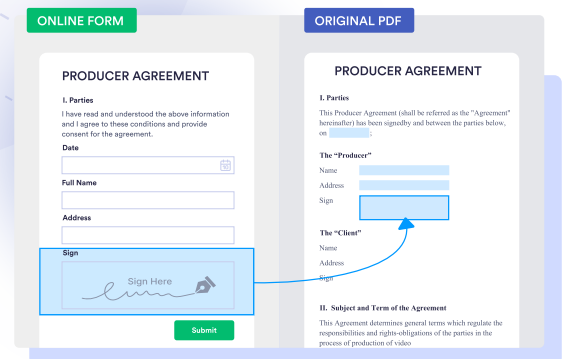 ONLINE FORM
PRODUCER AGREEMENT
I. Parties
I have read and understood the above information
and I agree to these conditions and provide
consent for the agreement.
Date
Full Name
Address
Sign
Sign Here
Submit
ORIGINAL PDF
PRODUCER AGREEMENT
I. Parties
This Producer Agreement (shall be referred as the "Agreement"
hereinafter) has been signedby and between the parties below,
on ;
The “Producer”
Name
Address
Sign
The “Client”
Name
Address
Sign
II. Subject and Term of the Agreement
This Agreement determines general terms which regulate the
responsibilities and rights-obligations of the parties in the
process of production of video